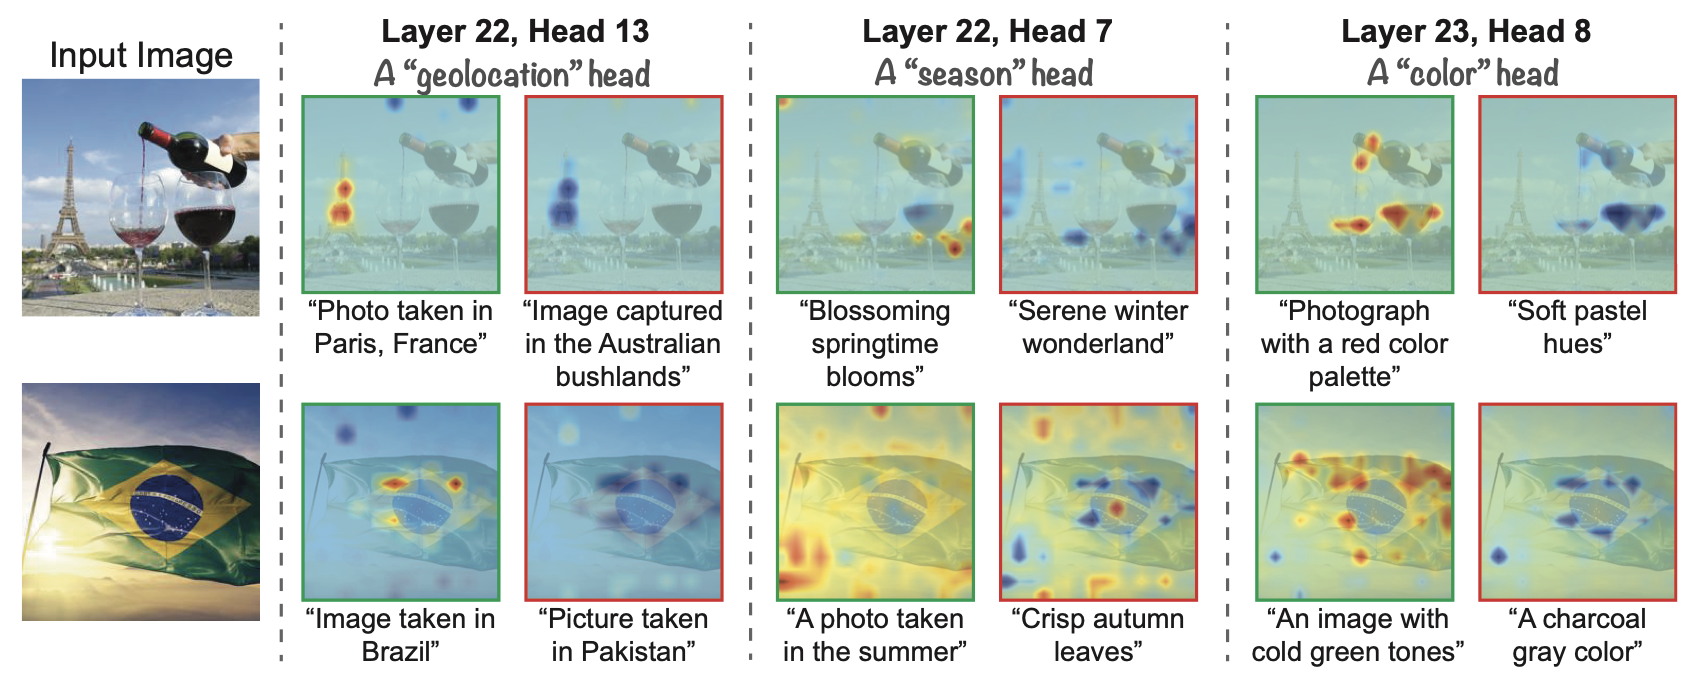 Input Image
Layer 22, Head 13
A “geolocation” head
“Photo taken in
Paris, France”
“Image captured
in the Australian
bushlands”
“Image taken in
Brazil”
“Picture taken
in Pakistan”
Layer 22, Head 7
A “season” head
“Blossoming
springtime
blooms”
“Serene winter
wonderland”
“A photo taken
in the summer”
“Crisp autumn
leaves”
Layer 23, Head 8
A “color” head
“Photograph
with a red color
palette”
“Soft pastel
hues”
“An image with
cold green tones”
“A charcoal
gray color”